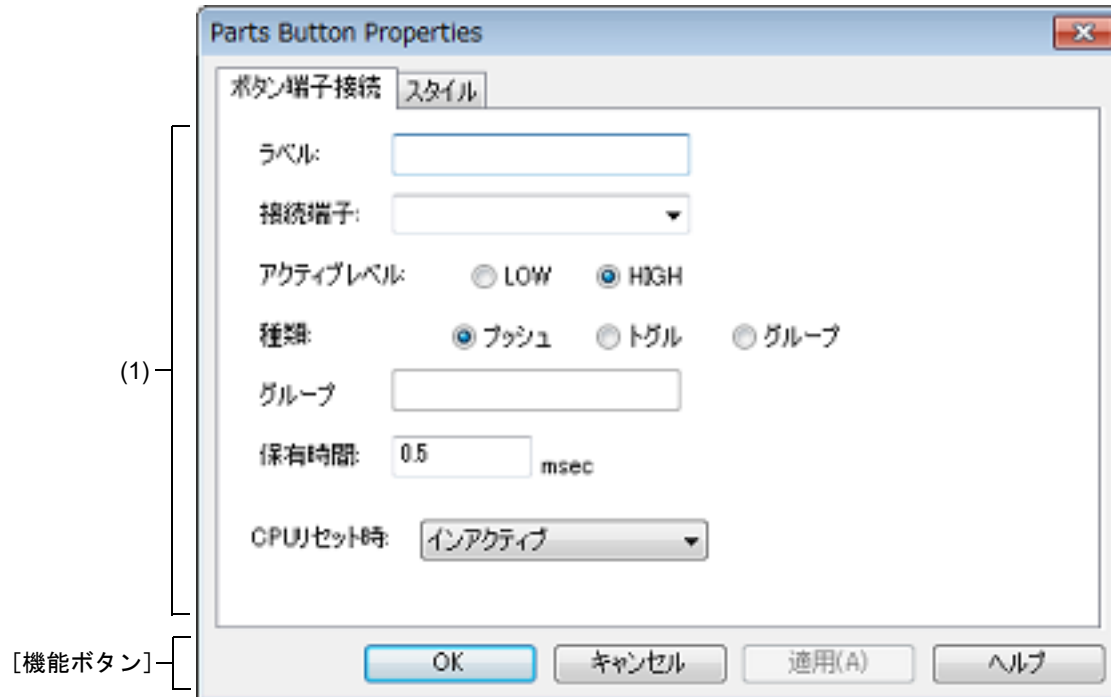 Parts Button Properties
ボタン端子接続 スタイル
ラベル:
接続端子:
アクティブレベル: LOW HIGH
種類: プッシュ トグル グループ
(1)
グループ
保有時間: 0.5 msec
CPUリセット時: インアクティブ
[機能ボタン] OK キャンセル 適用(A) ヘルプ